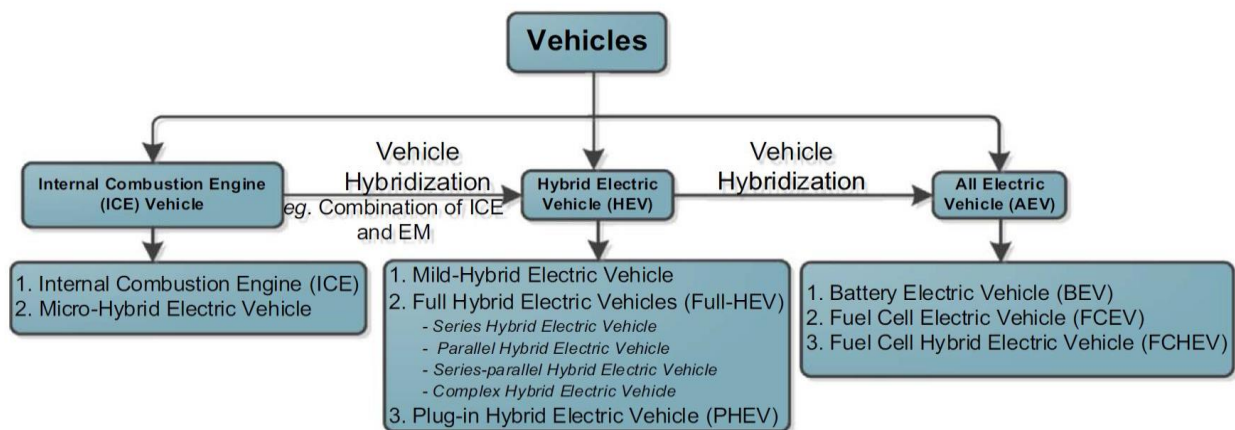 Vehicles
Internal Combustion Engine
(ICE) Vehicle
Vehicle
Hybridization
eg. Combination of ICE
and EM
Hybrid Electric
Vehicle (HEV)
Vehicle
Hybridization
All Electric
Vehicle (AEV)
1. Internal Combustion Engine (ICE)
2. Micro-Hybrid Electric Vehicle
1. Mild-Hybrid Electric Vehicle
2. Full Hybrid Electric Vehicles (Full-HEV)
- Series Hybrid Electric Vehicle
- Parallel Hybrid Electric Vehicle
- Series-parallel Hybrid Electric Vehicle
- Complex Hybrid Electric Vehicle
3. Plug-in Hybrid Electric Vehicle (PHEV)
1. Battery Electric Vehicle (BEV)
2. Fuel Cell Electric Vehicle (FCEV)
3. Fuel Cell Hybrid Electric Vehicle (FCHEV)